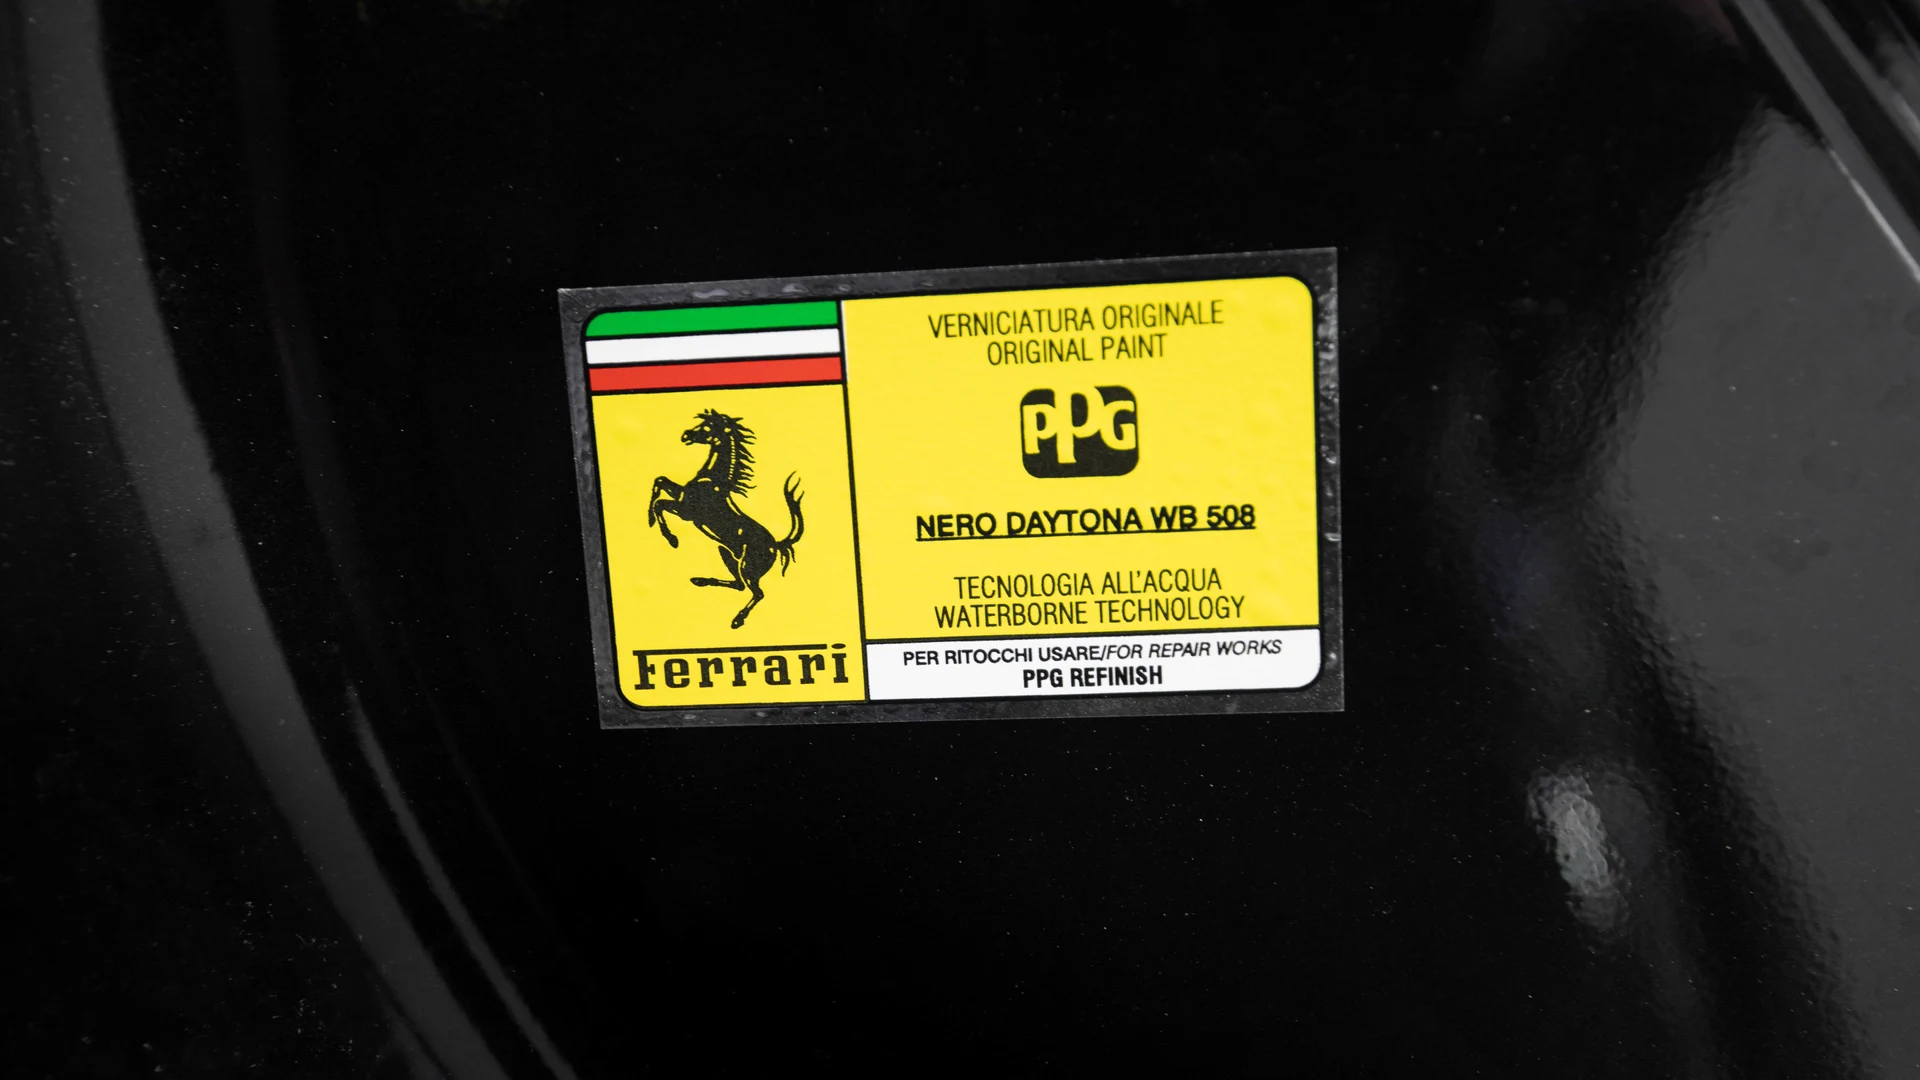 VERNICIATURA ORIGINALE
ORIGINAL PAINT
PPG
NERO DAYTONA WB 508
TECNOLOGIA ALL'ACQUA
WATERBORNE TECHNOLOGY
PER RITOCCHI USARE/FOR REPAIR WORKS
PPG REFINISH
Ferrari